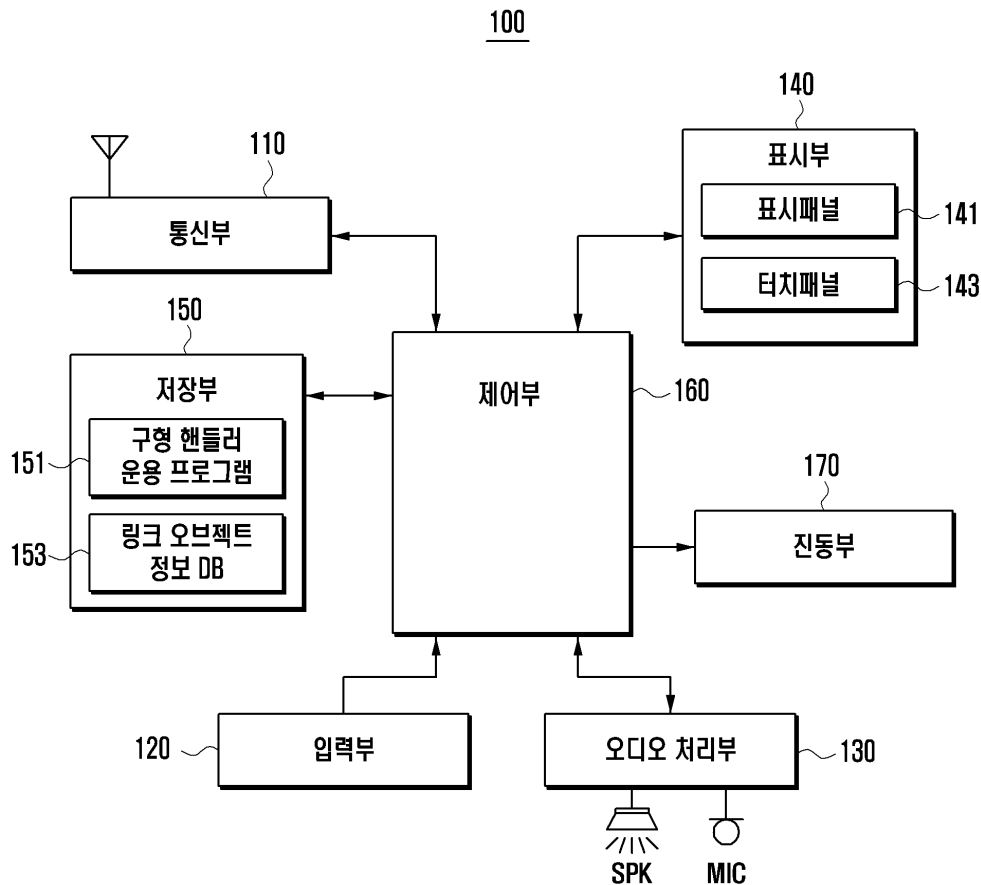 100
140
표시부
110
통신부
표시패널
141
터치패널
143
150
저장부
제어부
160
구형 핸들러
운용 프로그램
151
170
진동부
링크 오브젝트
정보 DB
153
120
입력부
오디오 처리부
130
SPK
MIC